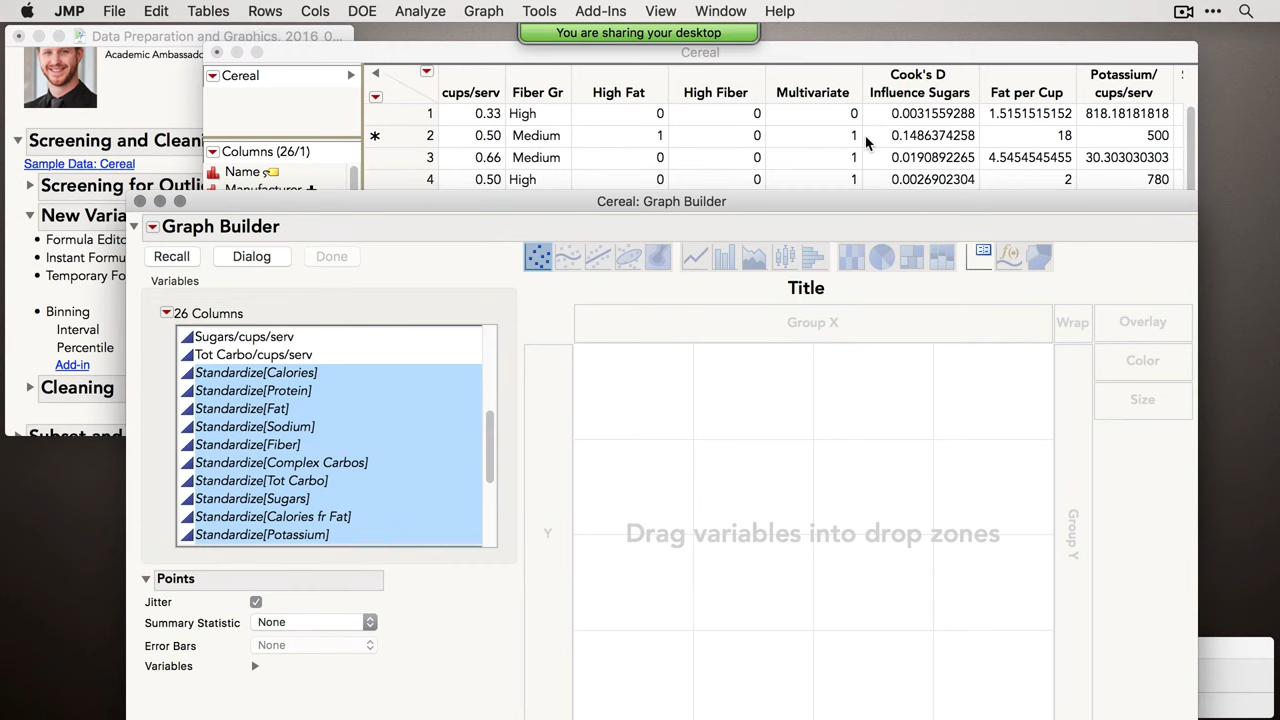 JMP File Edit Tables Rows Cols DOE Analyze Graph Tools Add-Ins View Window Help
You are sharing your desktop
Data Preparation and Graphics, 2016
Academic Ambassado
Screening and Cleani
Sample Data: Cereal
Screening for Outli
New Varia
Formula Edito
Instant Formul
Temporary Fo
Binning
Interval
Percentile
Add-in
Cleaning
Subset and
Cereal
Cereal
Columns (26/1)
Name
Manufacturer
cups/serv Fiber Gr High Fat High Fiber Multivariate Cook's D Influence Sugars Fat per Cup Potassium/cups/serv
1 0.33 High 0 0 0 0.0031559288 1.5151515152 818.18181818
2 0.50 Medium 1 0 1 0.1486374258 18 500
3 0.66 Medium 0 0 1 0.0190892265 4.5454545455 30.303030303
4 0.50 High 0 0 1 0.0026902304 2 780
Cereal: Graph Builder
Graph Builder
Recall Dialog Done
Variables
26 Columns
Sugars/cups/serv
Tot Carbo/cups/serv
Standardize[Calories]
Standardize[Protein]
Standardize[Fat]
Standardize[Sodium]
Standardize[Fiber]
Standardize[Complex Carbos]
Standardize[Tot Carbo]
Standardize[Sugars]
Standardize[Calories fr Fat]
Standardize[Potassium]
Points
Jitter
Summary Statistic None
Error Bars None
Variables
Title
Group X
Wrap
Overlay
Color
Size
Y
Drag variables into drop zones
Group Y